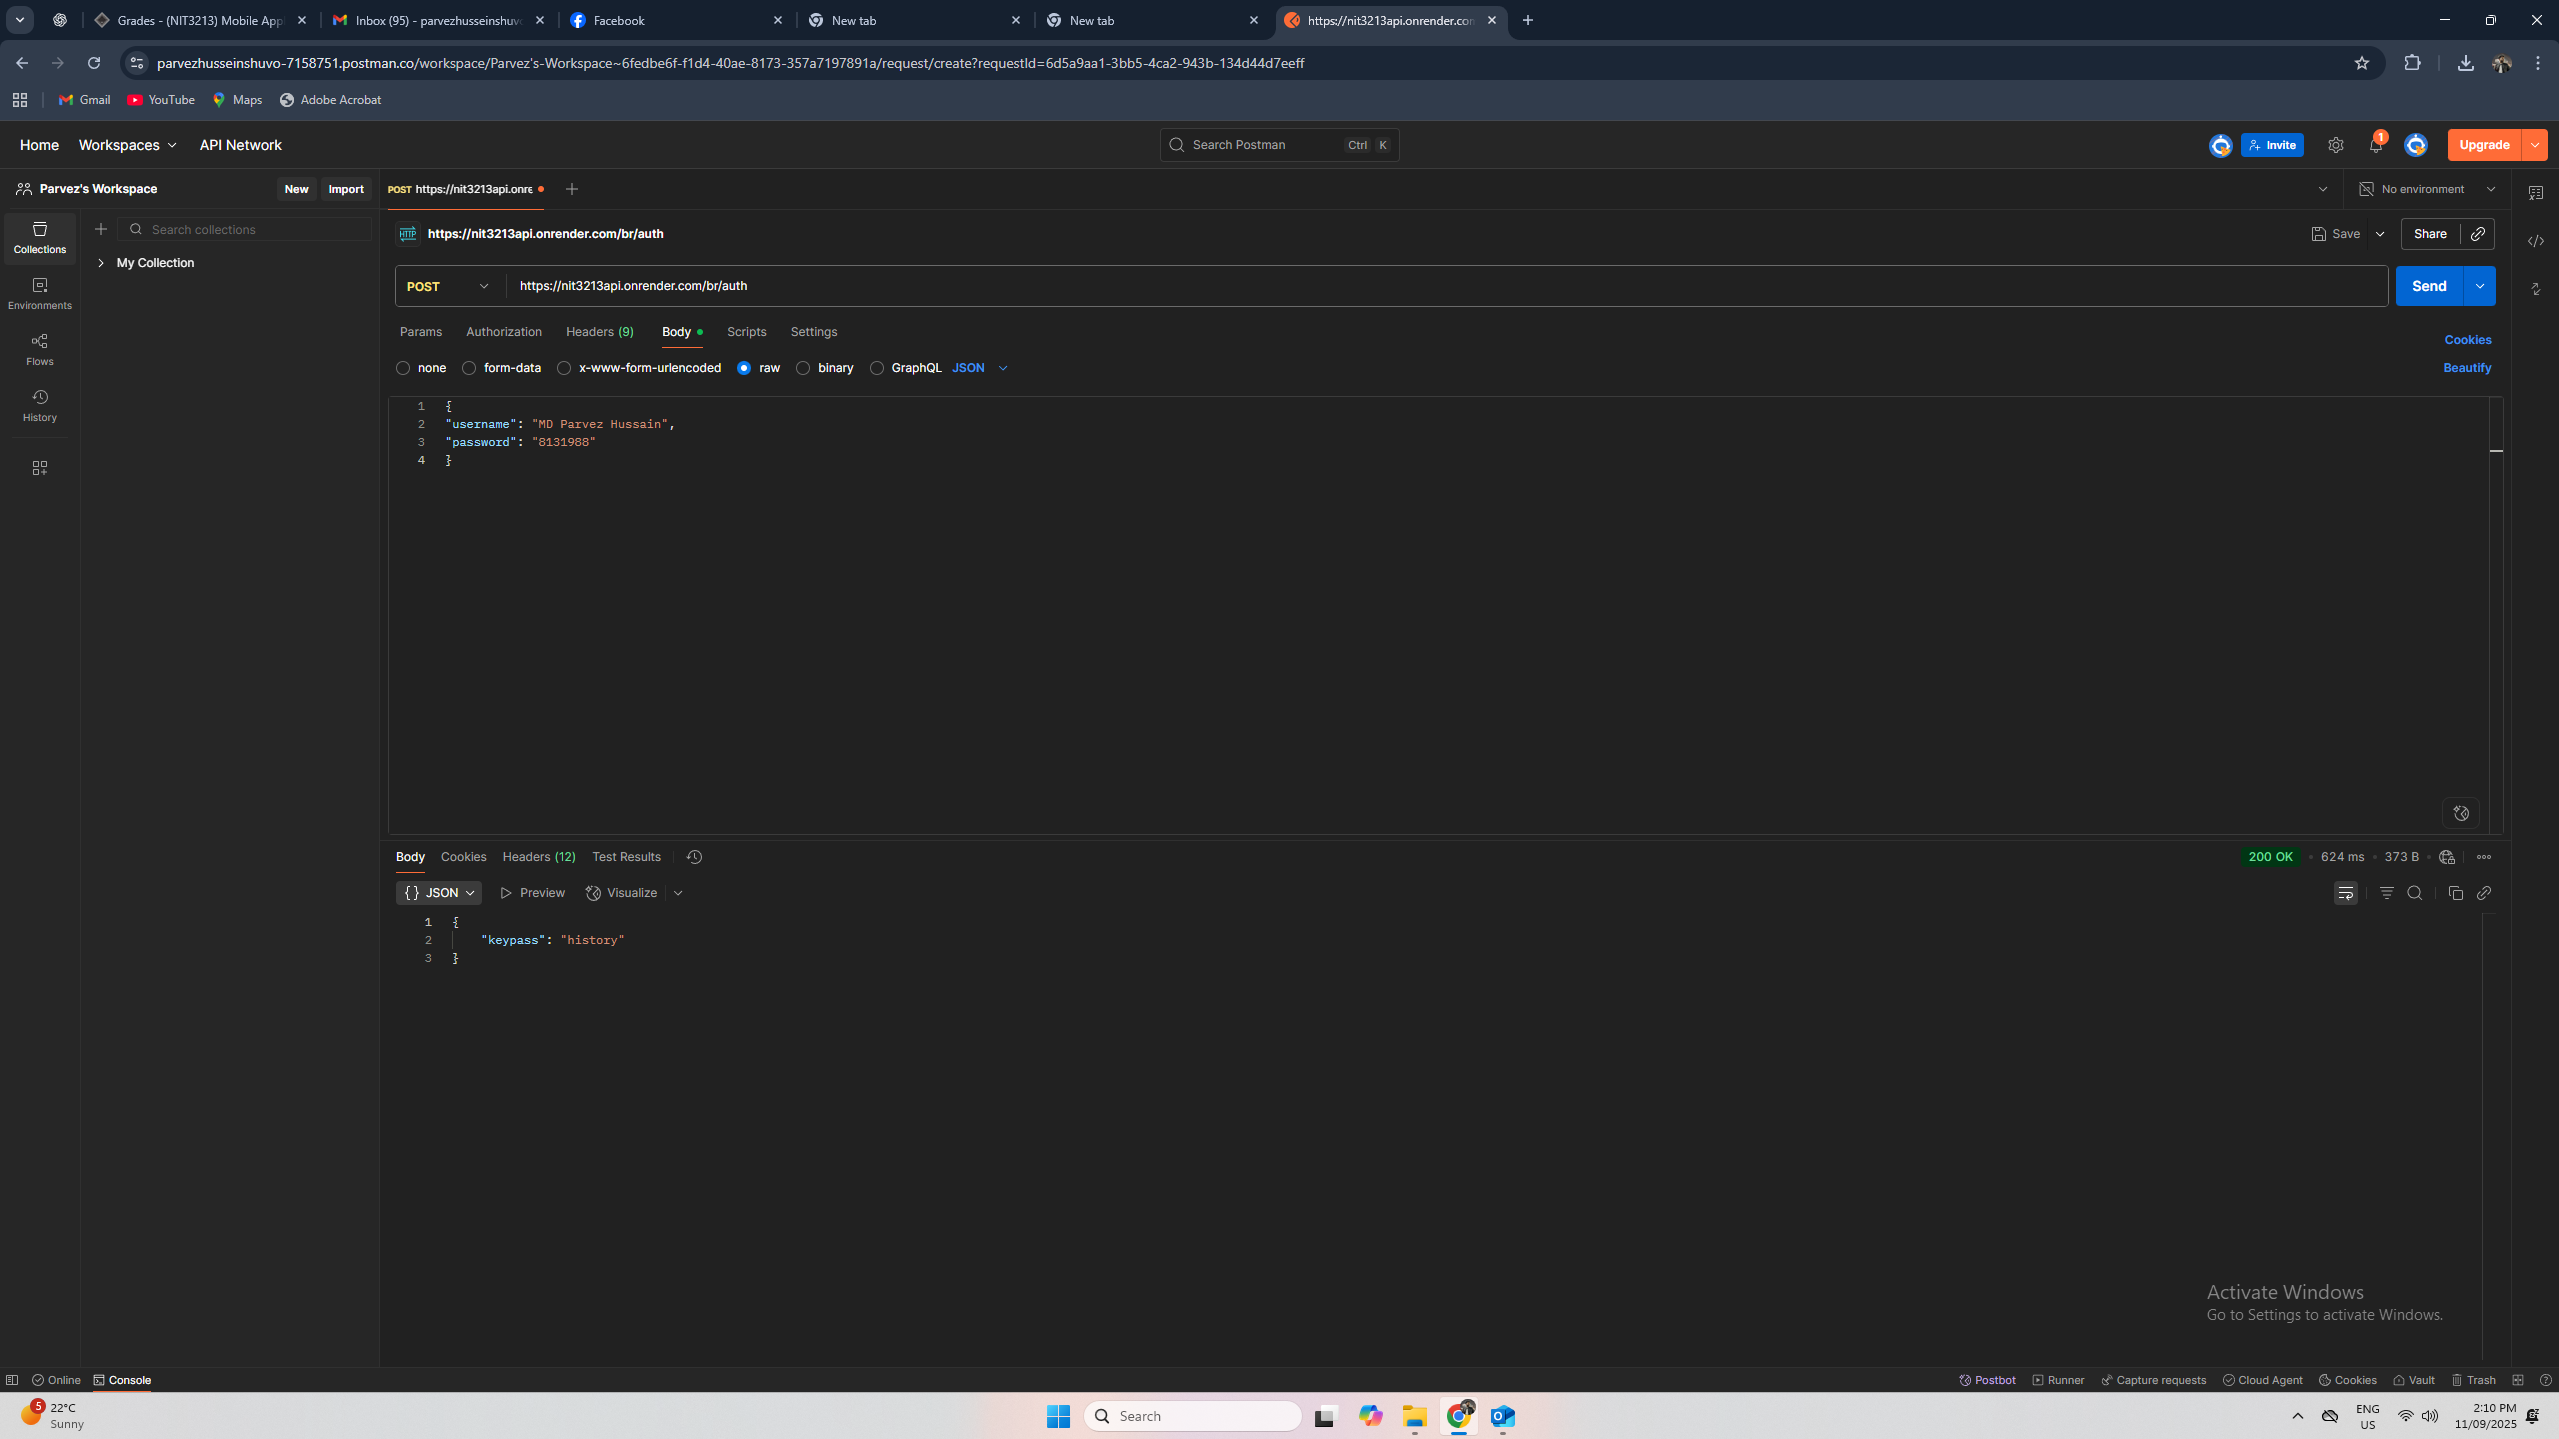 Grades - (NIT3213) Mobile App
Inbox (95) - parvezhusseinshuv
Facebook
New tab
New tab
https://nit3213api.onrender.con
parvezhusseinshuvo-7158751.postman.co/workspace/Parvez's-Workspace~6fedbe6f-f1d4-40ae-8173-357a7197891a/request/create?requestId=6d5a9aa1-3bb5-4ca2-943b-134d44d7eeff
Gmail YouTube Maps Adobe Acrobat
Home Workspaces API Network
Search Postman Ctrl K
Invite 1 Upgrade
Parvez's Workspace New Import
POST https://nit3213api.onre
No environment
Collections
Search collections
My Collection
Environments
Flows
History
HTTP https://nit3213api.onrender.com/br/auth
Save Share
POST https://nit3213api.onrender.com/br/auth Send
Params Authorization Headers (9) Body Scripts Settings
Cookies
none form-data x-www-form-urlencoded raw binary GraphQL JSON
Beautify
1 {
2 "username": "MD Parvez Hussain",
3 "password": "8131988"
4 }
Body Cookies Headers (12) Test Results
200 OK 624 ms 373 B
{} JSON Preview Visualize
1 {
2 "keypass": "history"
3 }
Activate Windows
Go to Settings to activate Windows.
Online Console
Postbot Runner Capture requests Cloud Agent Cookies Vault Trash
5 22°C
Sunny
Search
ENG
US
2:10 PM
11/09/2025